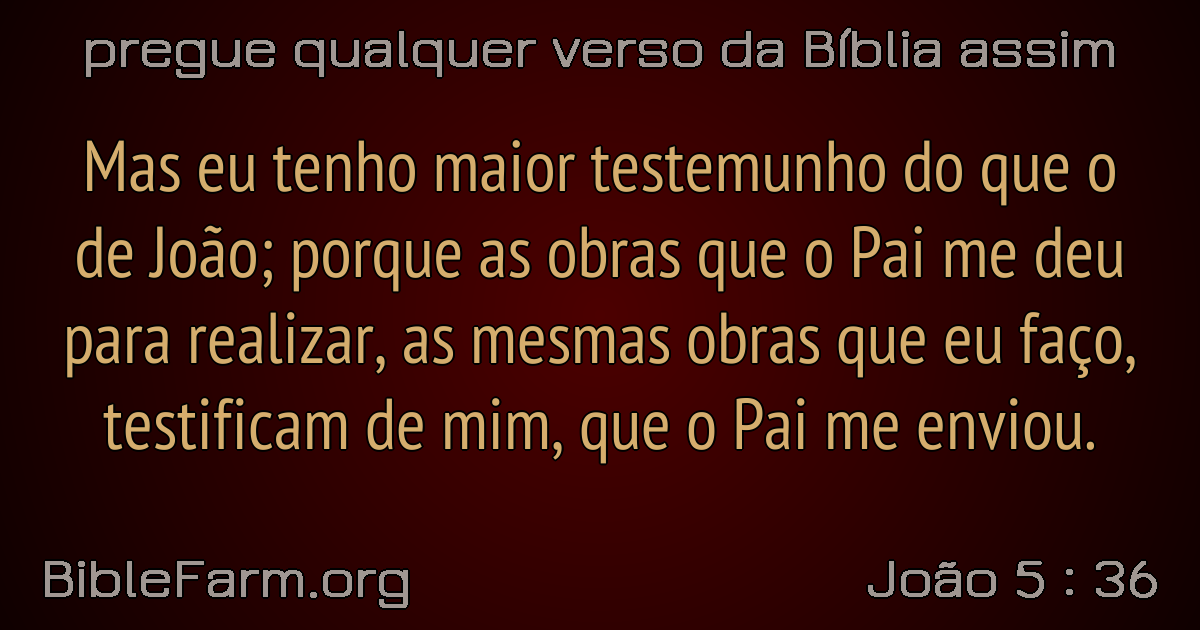 pregue qualquer verso da Bíblia assim
Mas eu tenho maior testemunho do que o
de João; porque as obras que o Pai me deu
para realizar, as mesmas obras que eu faço,
testificam de mim, que o Pai me enviou.
BibleFarm.org
João 5 : 36